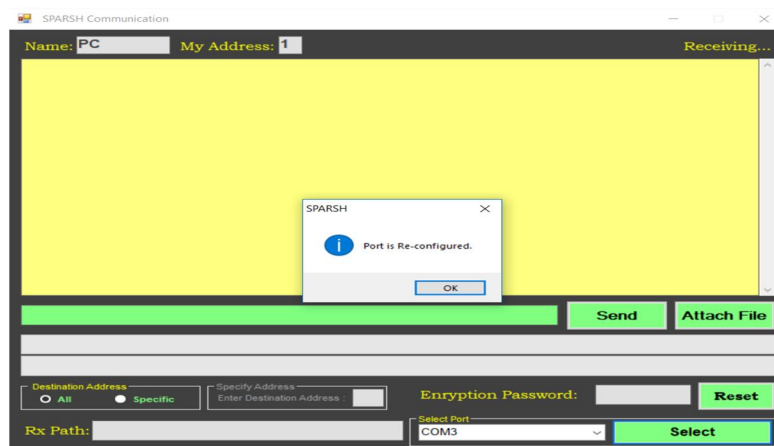 SPARSH Communication
Name: PC My Address: 1 Receiving...
SPARSH
Port is Re-configured.
OK
Send Attach File
Destination Address
All Specific
Specify Address
Enter Destination Address :
Enryption Password: Reset
Rx Path:
Select Port
COM3 Select